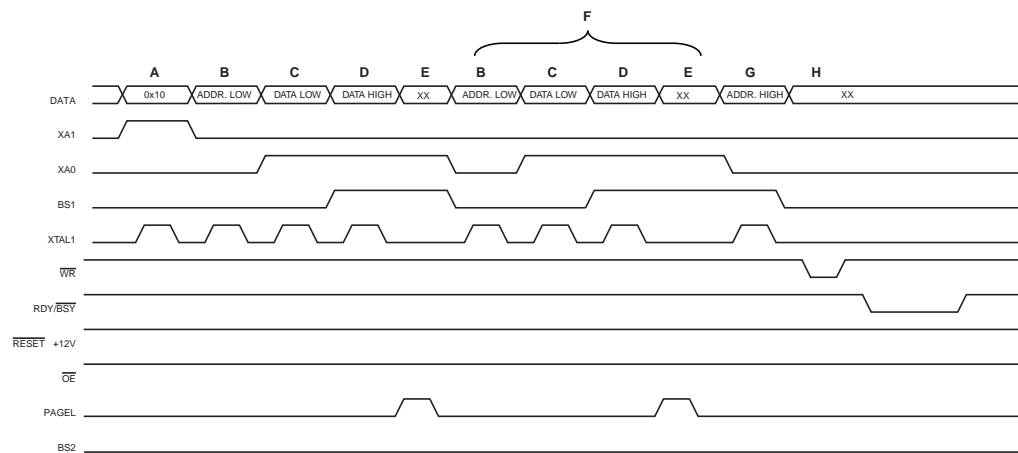 F
A B C D E B C D E G H
DATA 0x10 ADDR. LOW DATA LOW DATA HIGH XX ADDR. LOW DATA LOW DATA HIGH XX ADDR. HIGH XX
XA1
XA0
BS1
XTAL1
WR
RDY/BSY
RESET +12V
OE
PAGEL
BS2